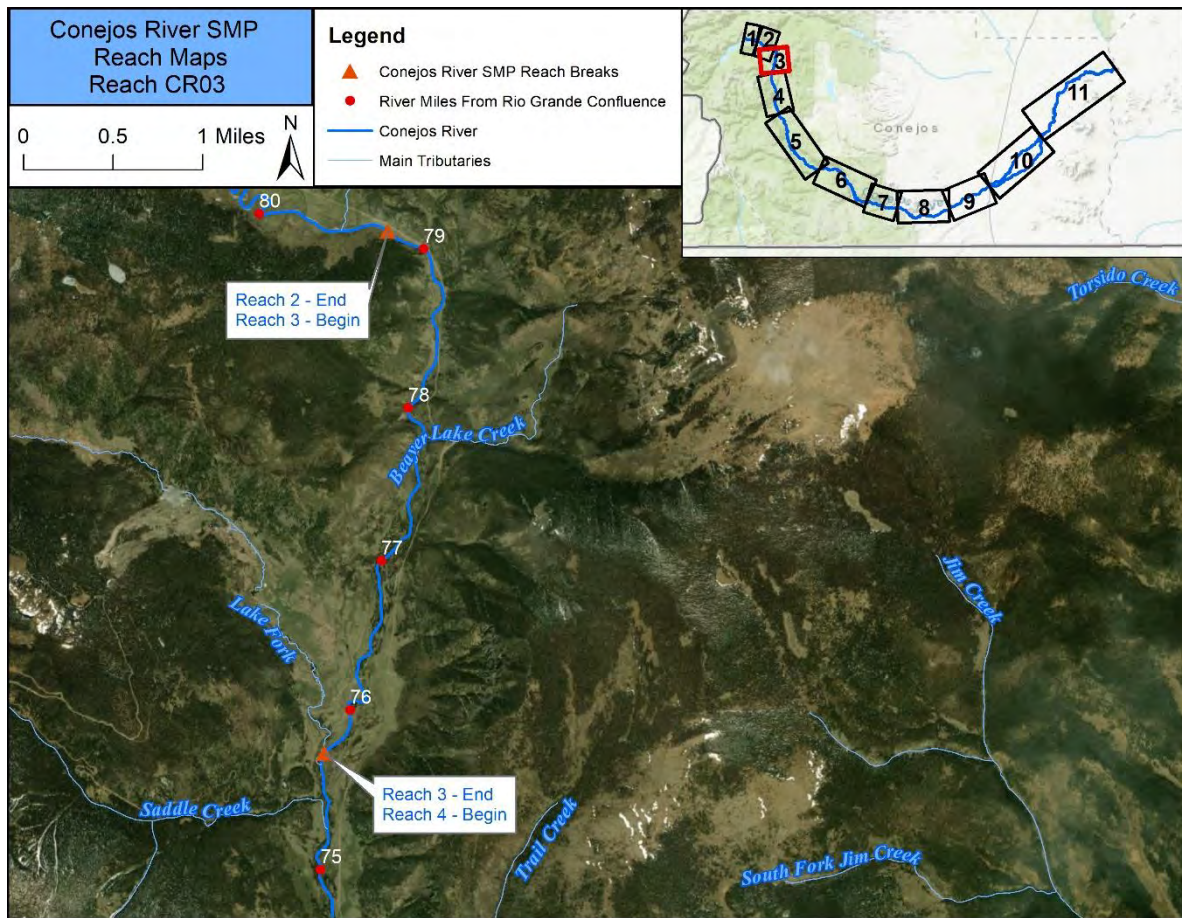 Conejos River SMP
Reach Maps
Reach CR03
0 0.5 1 Miles
N
Legend
Conejos River SMP Reach Breaks
River Miles From Rio Grande Confluence
Conejos River
Main Tributaries
1
2
3
4
5
6
7
8
9
10
11
Conejos
80
79
Reach 2 - End
Reach 3 - Begin
Torsido Creek
78
Beaver Lake Creek
77
Jim Creek
Lake Fork
76
Reach 3 - End
Reach 4 - Begin
Saddle Creek
Trail Creek
75
South Fork Jim Creek